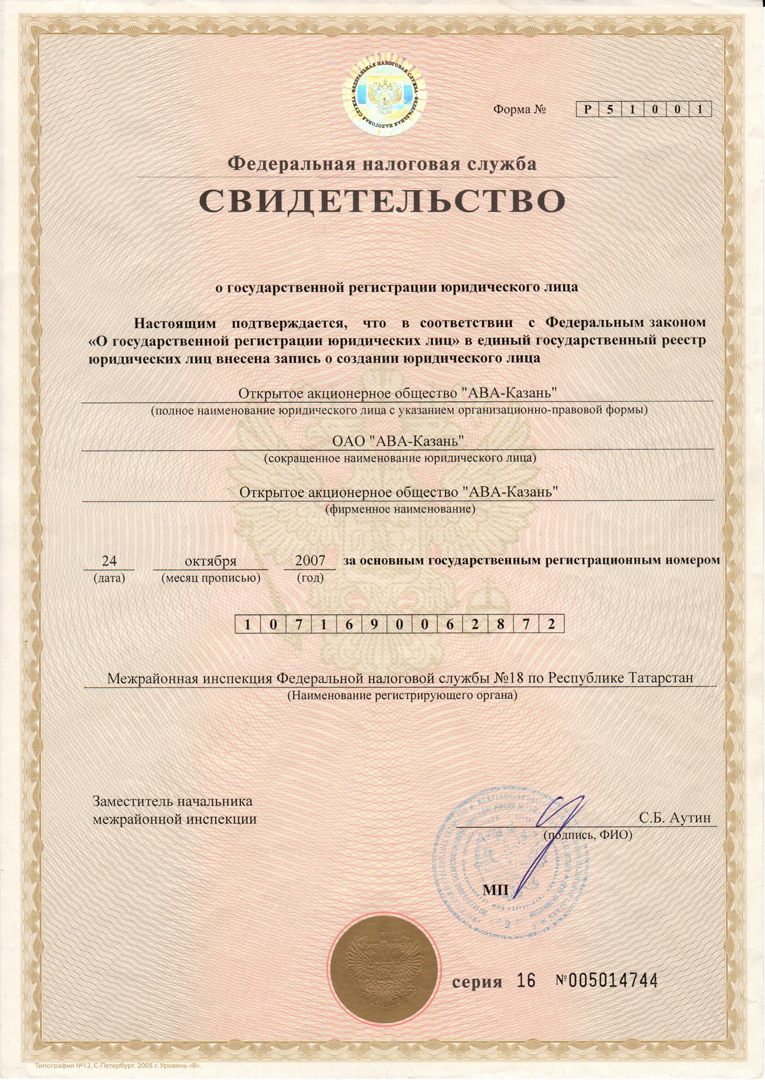 ФЕДЕРАЛЬНАЯ НАЛОГОВАЯ СЛУЖБА · ФЕДЕРАЛЬНАЯ НАЛОГОВАЯ СЛУЖБА
Форма № Р 5 1 0 0 1
Федеральная налоговая служба
СВИДЕТЕЛЬСТВО
о государственной регистрации юридического лица
Настоящим подтверждается, что в соответствии с Федеральным законом
«О государственной регистрации юридических лиц» в единый государственный реестр
юридических лиц внесена запись о создании юридического лица
Открытое акционерное общество "АВА-Казань"
(полное наименование юридического лица с указанием организационно-правовой формы)
ОАО "АВА-Казань"
(сокращенное наименование юридического лица)
Открытое акционерное общество "АВА-Казань"
(фирменное наименование)
24 октября 2007 за основным государственным регистрационным номером
(дата) (месяц прописью) (год)
1 0 7 1 6 9 0 0 6 2 8 7 2
Межрайонная инспекция Федеральной налоговой службы №18 по Республике Татарстан
(Наименование регистрирующего органа)
Заместитель начальника
межрайонной инспекции
С.Б. Аутин
(подпись, ФИО)
МП
серия 16 №005014744
Типография №12. С-Петербург. 2005 г. Уровень «В».